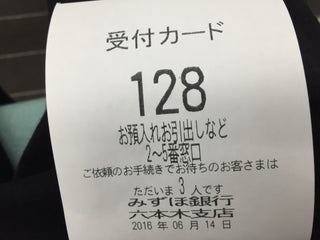 受付カード
128
お預入れお引出しなど
2～5番窓口
ご依頼のお手続きでお待ちのお客さまは
ただいま 3 人です
みずほ銀行
六本木支店
2016 年 06 月 14 日